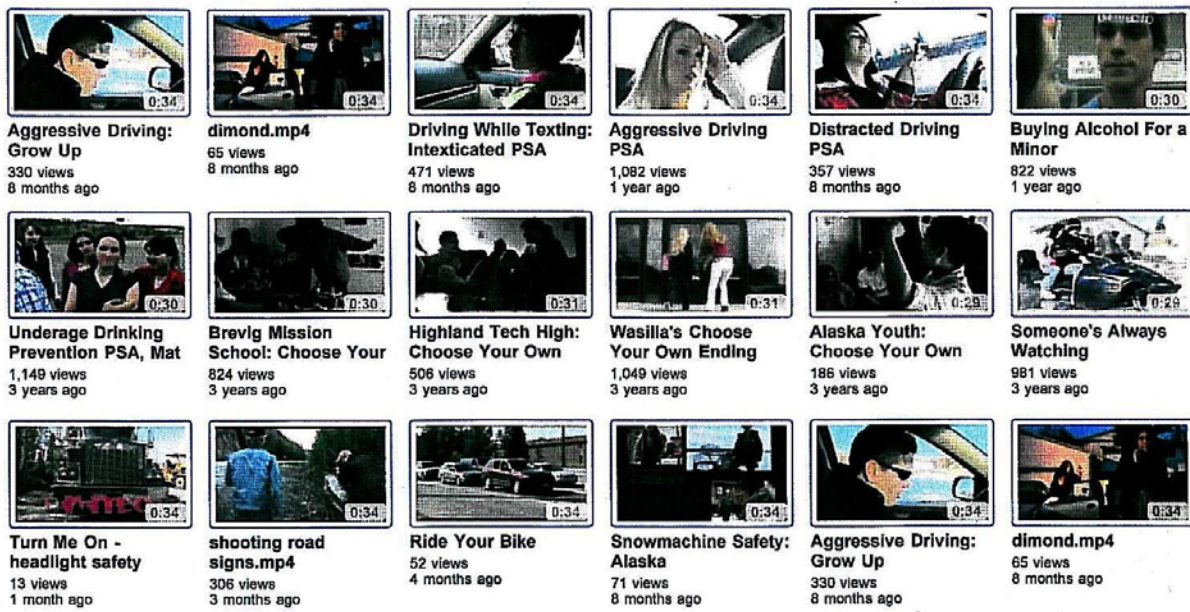 0:34
Aggressive Driving:
Grow Up
330 views
8 months ago
0:34
dimond.mp4
65 views
8 months ago
0:34
Driving While Texting:
Intexticated PSA
471 views
8 months ago
0:34
Aggressive Driving
PSA
1,082 views
1 year ago
0:34
Distracted Driving
PSA
357 views
8 months ago
0:30
Buying Alcohol For a
Minor
822 views
1 year ago
0:30
Underage Drinking
Prevention PSA, Mat
1,149 views
3 years ago
0:30
Brevig Mission
School: Choose Your
824 views
3 years ago
0:31
Highland Tech High:
Choose Your Own
506 views
3 years ago
0:31
Wasilla's Choose
Your Own Ending
1,049 views
3 years ago
0:29
Alaska Youth:
Choose Your Own
186 views
3 years ago
0:29
Someone's Always
Watching
981 views
3 years ago
0:34
Turn Me On -
headlight safety
13 views
1 month ago
0:34
shooting road
signs.mp4
306 views
3 months ago
0:34
Ride Your Bike
52 views
4 months ago
0:34
Snowmachine Safety:
Alaska
71 views
8 months ago
0:34
Aggressive Driving:
Grow Up
330 views
8 months ago
0:34
dimond.mp4
65 views
8 months ago